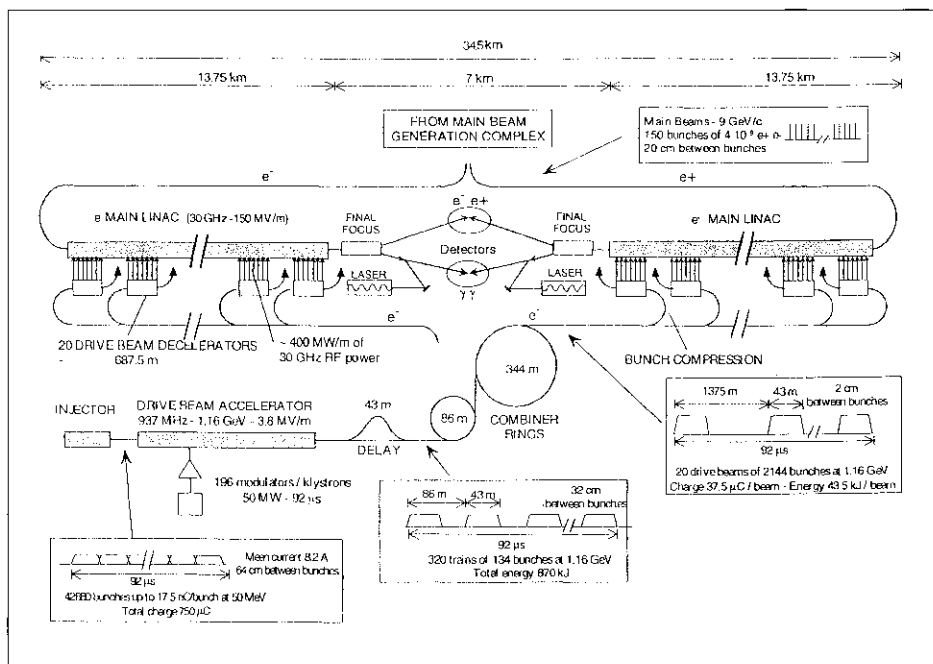 34.5 km
13.75 km
7 km
13.75 km
FROM MAIN BEAM
GENERATION COMPLEX
Main Beams - 9 GeV/c
150 bunches of 4 10⁹ e+ e-
20 cm between bunches
e-
e+
e- e+
e- MAIN LINAC (30 GHz -150 MV/m)
FINAL
FOCUS
Detectors
FINAL
FOCUS
e- MAIN LINAC
LASER
γ γ
LASER
e-
e-
20 DRIVE BEAM DECELERATORS
- 687.5 m
~ 400 MW/m of
30 GHz RF power
BUNCH COMPRESSION
344 m
86 m
COMBINER
RINGS
INJECTOR
DRIVE BEAM ACCELERATOR
937 MHz - 1.16 GeV - 3.8 MV/m
43 m
DELAY
196 modulators / klystrons
50 MW - 92 µs
1375 m
43 m
2 cm
between bunches
92 µs
20 drive beams of 2144 bunches at 1.16 GeV
Charge 37.5 µC / beam - Energy 43.5 kJ / beam
86 m
43 m
32 cm
between bunches
92 µs
320 trains of 134 bunches at 1.16 GeV
Total energy 870 kJ
Mean current 8.2 A
64 cm between bunches
92 µs
42880 bunches up to 17.5 nC/bunch at 50 MeV
Total charge 750 µC